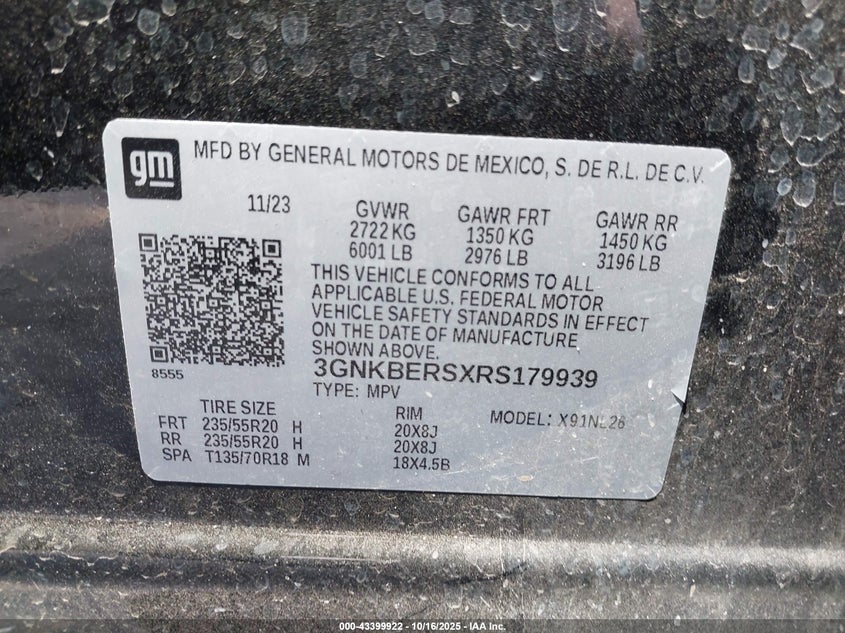 gm
MFD BY GENERAL MOTORS DE MEXICO, S. DE R.L. DE C.V.
11/23 GVWR GAWR FRT GAWR RR
2722 KG 1350 KG 1450 KG
6001 LB 2976 LB 3196 LB
THIS VEHICLE CONFORMS TO ALL
APPLICABLE U.S. FEDERAL MOTOR
VEHICLE SAFETY STANDARDS IN EFFECT
ON THE DATE OF MANUFACTURE
SHOWN ABOVE.
8555
3GNKBERSXRS179939
TYPE: MPV
TIRE SIZE RIM MODEL:
FRT 235/55R20 H 20X8J
RR 235/55R20 H 20X8J
SPA T135/70R18 M 18X4.5B
000-43399922 - 10/16/2025 - IAA Inc.